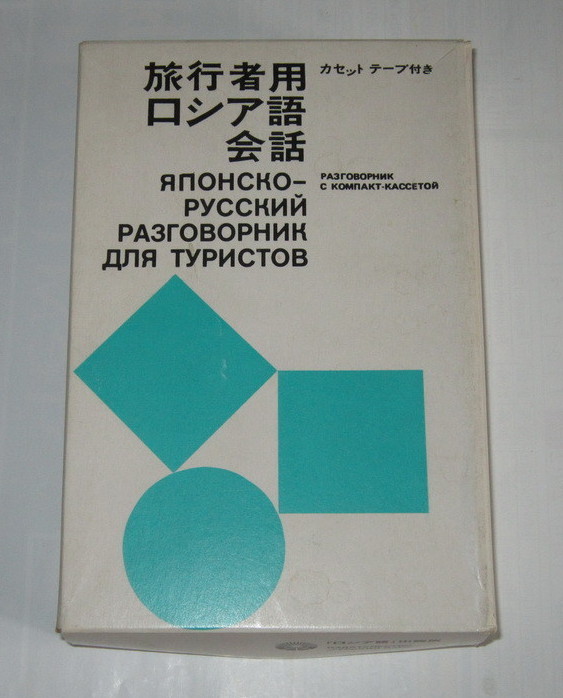 旅行者用
ロシア語
会話
カセット テープ付き
ЯПОНСКО-
РУССКИЙ
РАЗГОВОРНИК
ДЛЯ ТУРИСТОВ
РАЗГОВОРНИК
С КОМПАКТ-КАССЕТОЙ